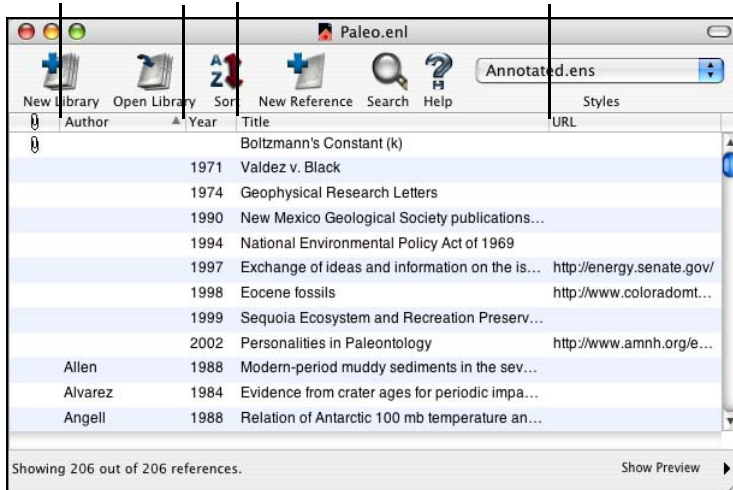 Paleo.enl
Annotated.ens
New Library Open Library Sort New Reference Search Help Styles
Author Year Title URL
Boltzmann's Constant (k)
1971 Valdez v. Black
1974 Geophysical Research Letters
1990 New Mexico Geological Society publications...
1994 National Environmental Policy Act of 1969
1997 Exchange of ideas and information on the is... http://energy.senate.gov/
1998 Eocene fossils http://www.coloradomt...
1999 Sequoia Ecosystem and Recreation Preserv...
2002 Personalities in Paleontology http://www.amnh.org/e...
Allen 1988 Modern-period muddy sediments in the sev...
Alvarez 1984 Evidence from crater ages for periodic impa...
Angell 1988 Relation of Antarctic 100 mb temperature an...
Showing 206 out of 206 references. Show Preview